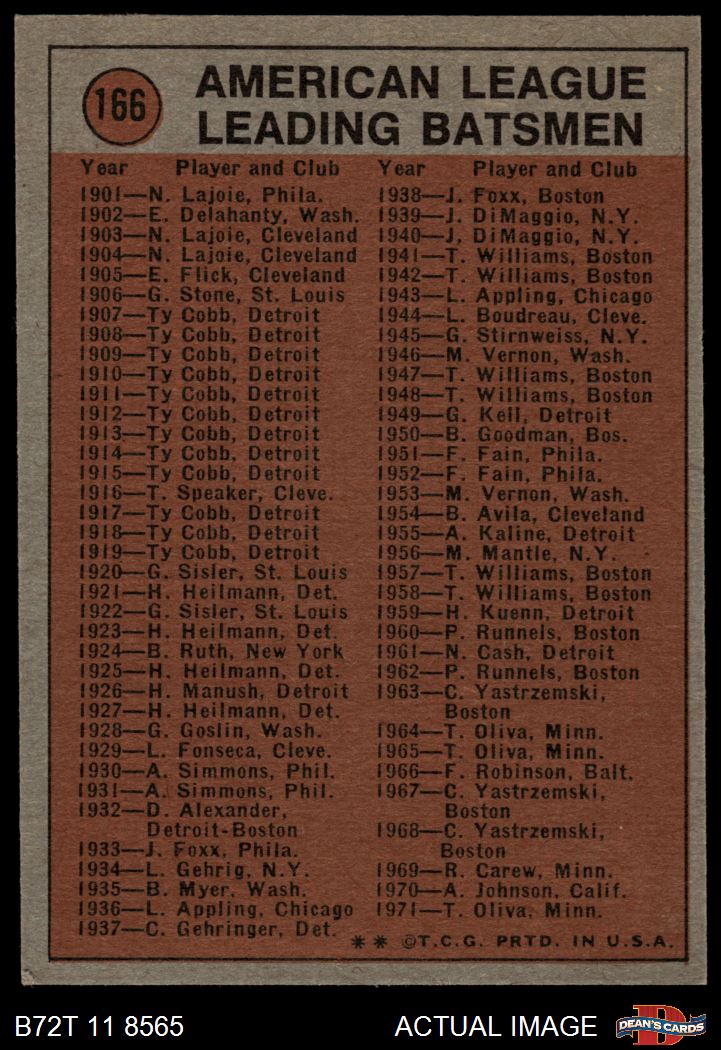 166
AMERICAN LEAGUE
LEADING BATSMEN
Year Player and Club
1901—N. Lajoie, Phila.
1902—E. Delahanty, Wash.
1903—N. Lajoie, Cleveland
1904—N. Lajoie, Cleveland
1905—E. Flick, Cleveland
1906—G. Stone, St. Louis
1907—Ty Cobb, Detroit
1908—Ty Cobb, Detroit
1909—Ty Cobb, Detroit
1910—Ty Cobb, Detroit
1911—Ty Cobb, Detroit
1912—Ty Cobb, Detroit
1913—Ty Cobb, Detroit
1914—Ty Cobb, Detroit
1915—Ty Cobb, Detroit
1916—T. Speaker, Cleve.
1917—Ty Cobb, Detroit
1918—Ty Cobb, Detroit
1919—Ty Cobb, Detroit
1920—G. Sisler, St. Louis
1921—H. Heilmann, Det.
1922—G. Sisler, St. Louis
1923—H. Heilmann, Det.
1924—B. Ruth, New York
1925—H. Heilmann, Det.
1926—H. Manush, Detroit
1927—H. Heilmann, Det.
1928—G. Goslin, Wash.
1929—L. Fonseca, Cleve.
1930—A. Simmons, Phil.
1931—A. Simmons, Phil.
1932—D. Alexander,
Detroit-Boston
1933—J. Foxx, Phila.
1934—L. Gehrig, N.Y.
1935—B. Myer, Wash.
1936—L. Appling, Chicago
1937—C. Gehringer, Det.
Year Player and Club
1938—J. Foxx, Boston
1939—J. DiMaggio, N.Y.
1940—J. DiMaggio, N.Y.
1941—T. Williams, Boston
1942—T. Williams, Boston
1943—L. Appling, Chicago
1944—L. Boudreau, Cleve.
1945—G. Stirnweiss, N.Y.
1946—M. Vernon, Wash.
1947—T. Williams, Boston
1948—T. Williams, Boston
1949—G. Kell, Detroit
1950—B. Goodman, Bos.
1951—F. Fain, Phila.
1952—F. Fain, Phila.
1953—M. Vernon, Wash.
1954—B. Avila, Cleveland
1955—A. Kaline, Detroit
1956—M. Mantle, N.Y.
1957—T. Williams, Boston
1958—T. Williams, Boston
1959—H. Kuenn, Detroit
1960—P. Runnels, Boston
1961—N. Cash, Detroit
1962—P. Runnels, Boston
1963—C. Yastrzemski,
Boston
1964—T. Oliva, Minn.
1965—T. Oliva, Minn.
1966—F. Robinson, Balt.
1967—C. Yastrzemski,
Boston
1968—C. Yastrzemski,
Boston
1969—R. Carew, Minn.
1970—A. Johnson, Calif.
1971—T. Oliva, Minn.
** ©T.C.G. PRTD. IN U.S.A.
B72T 11 8565
ACTUAL IMAGE
D
DEAN'S CARDS